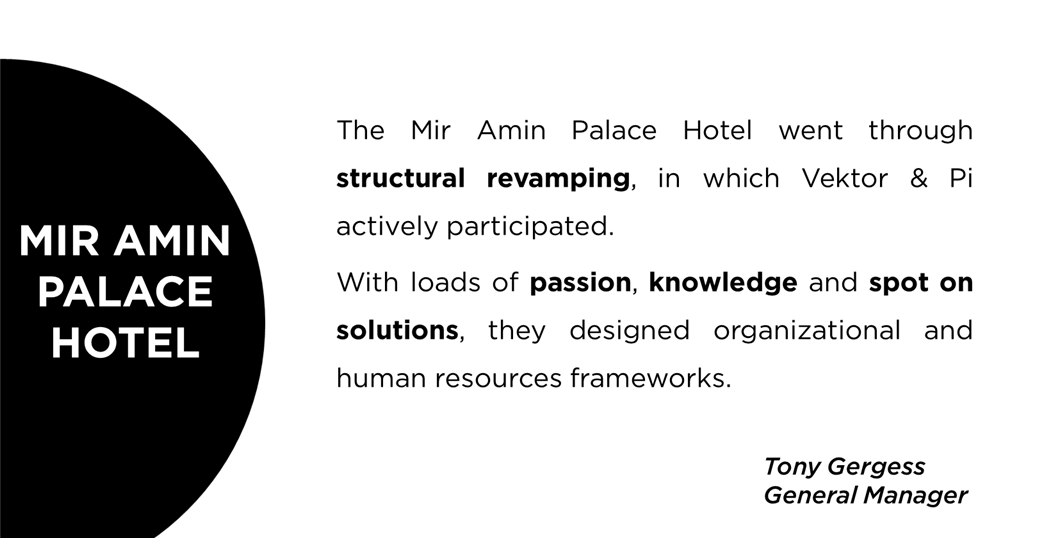 MIR AMIN
PALACE
HOTEL
The Mir Amin Palace Hotel went through
structural revamping, in which Vektor & Pi
actively participated.
With loads of passion, knowledge and spot on
solutions, they designed organizational and
human resources frameworks.
Tony Gergess
General Manager